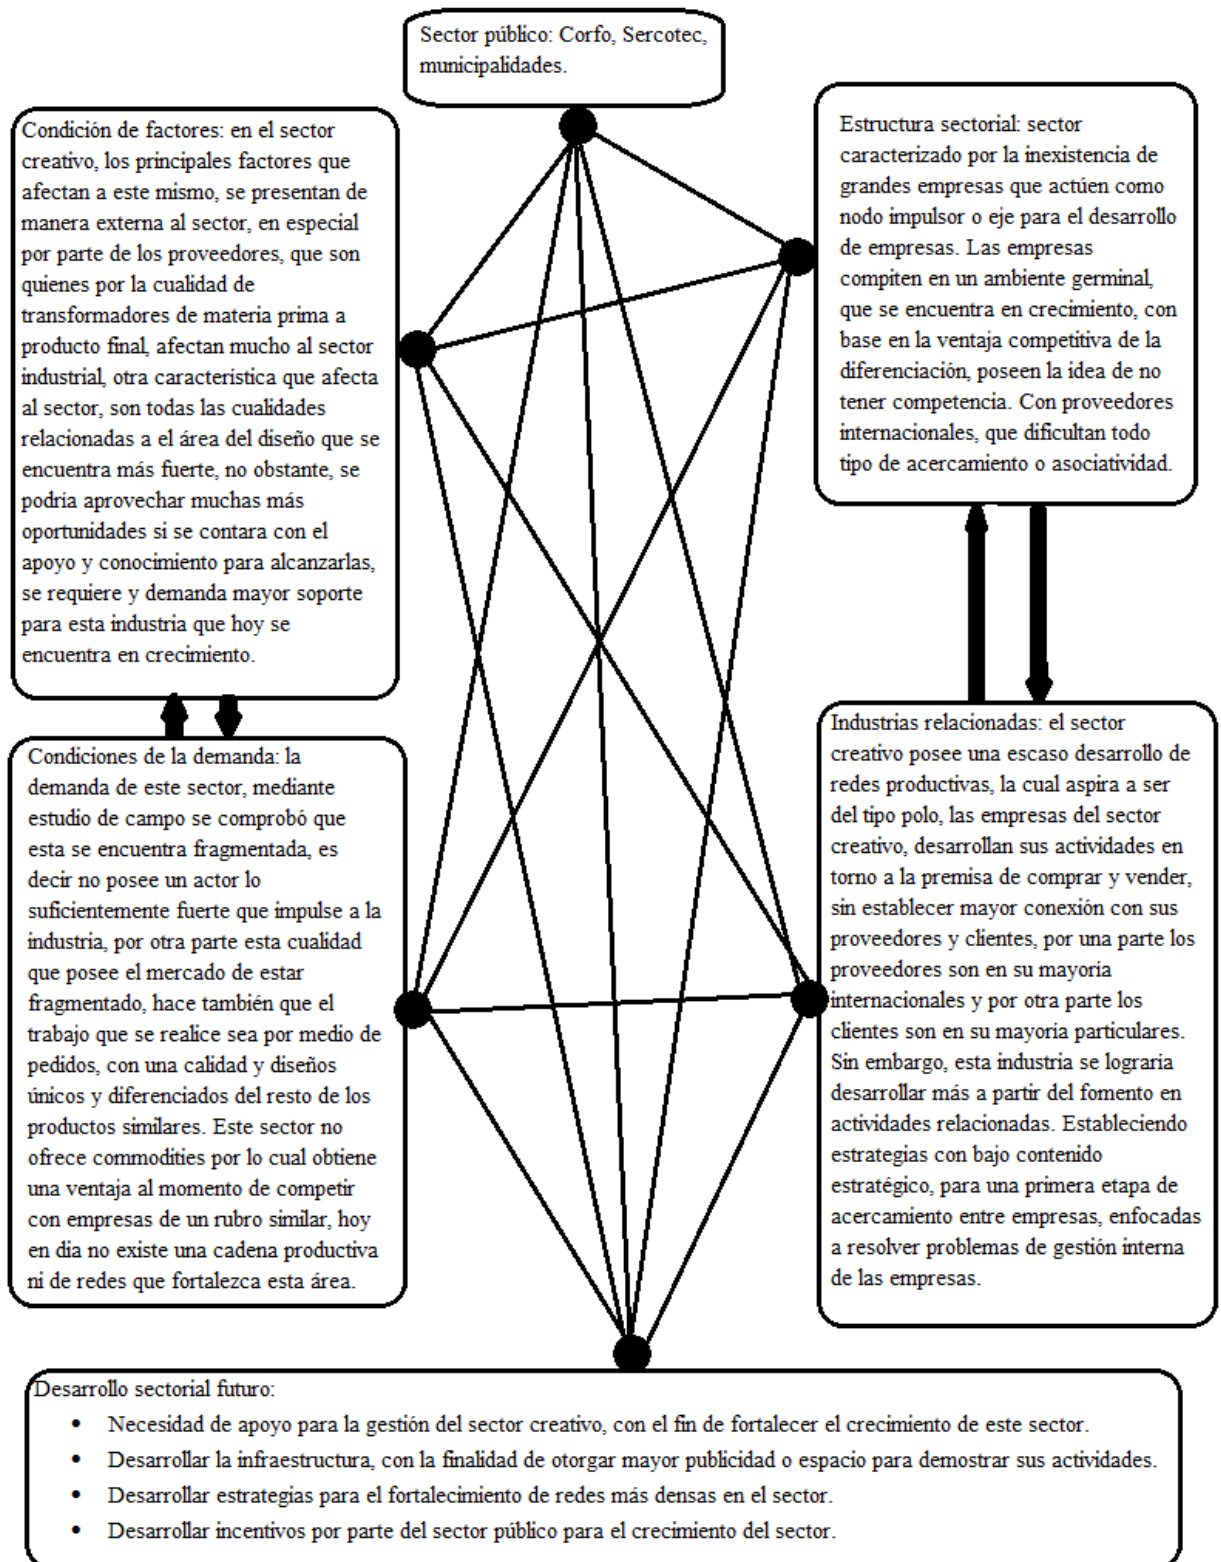 Sector público: Corfo, Sercotec,
municipalidades.
Condición de factores: en el sector
creativo, los principales factores que
afectan a este mismo, se presentan de
manera externa al sector, en especial
por parte de los proveedores, que son
quienes por la cualidad de
transformadores de materia prima a
producto final, afectan mucho al sector
industrial, otra característica que afecta
al sector, son todas las cualidades
relacionadas a el área del diseño que se
encuentra más fuerte, no obstante, se
podría aprovechar muchas más
oportunidades si se contara con el
apoyo y conocimiento para alcanzarlas,
se requiere y demanda mayor soporte
para esta industria que hoy se
encuentra en crecimiento.
Estructura sectorial: sector
caracterizado por la inexistencia de
grandes empresas que actúen como
nodo impulsor o eje para el desarrollo
de empresas. Las empresas
compiten en un ambiente germinal,
que se encuentra en crecimiento, con
base en la ventaja competitiva de la
diferenciación, poseen la idea de no
tener competencia. Con proveedores
internacionales, que dificultan todo
tipo de acercamiento o asociatividad.
Condiciones de la demanda: la
demanda de este sector, mediante
estudio de campo se comprobó que
esta se encuentra fragmentada, es
decir no posee un actor lo
suficientemente fuerte que impulse a la
industria, por otra parte esta cualidad
que posee el mercado de estar
fragmentado, hace también que el
trabajo que se realice sea por medio de
pedidos, con una calidad y diseños
únicos y diferenciados del resto de los
productos similares. Este sector no
ofrece commodities por lo cual obtiene
una ventaja al momento de competir
con empresas de un rubro similar, hoy
en día no existe una cadena productiva
ni de redes que fortalezca esta área.
Industrias relacionadas: el sector
creativo posee una escaso desarrollo de
redes productivas, la cual aspira a ser
del tipo polo, las empresas del sector
creativo, desarrollan sus actividades en
torno a la premisa de comprar y vender,
sin establecer mayor conexión con sus
proveedores y clientes, por una parte los
proveedores son en su mayoría
internacionales y por otra parte los
clientes son en su mayoría particulares.
Sin embargo, esta industria se lograría
desarrollar más a partir del fomento en
actividades relacionadas. Estableciendo
estrategias con bajo contenido
estratégico, para una primera etapa de
acercamiento entre empresas, enfocadas
a resolver problemas de gestión interna
de las empresas.
Desarrollo sectorial futuro:
• Necesidad de apoyo para la gestión del sector creativo, con el fin de fortalecer el crecimiento de este sector.
• Desarrollar la infraestructura, con la finalidad de otorgar mayor publicidad o espacio para demostrar sus actividades.
• Desarrollar estrategias para el fortalecimiento de redes más densas en el sector.
• Desarrollar incentivos por parte del sector público para el crecimiento del sector.